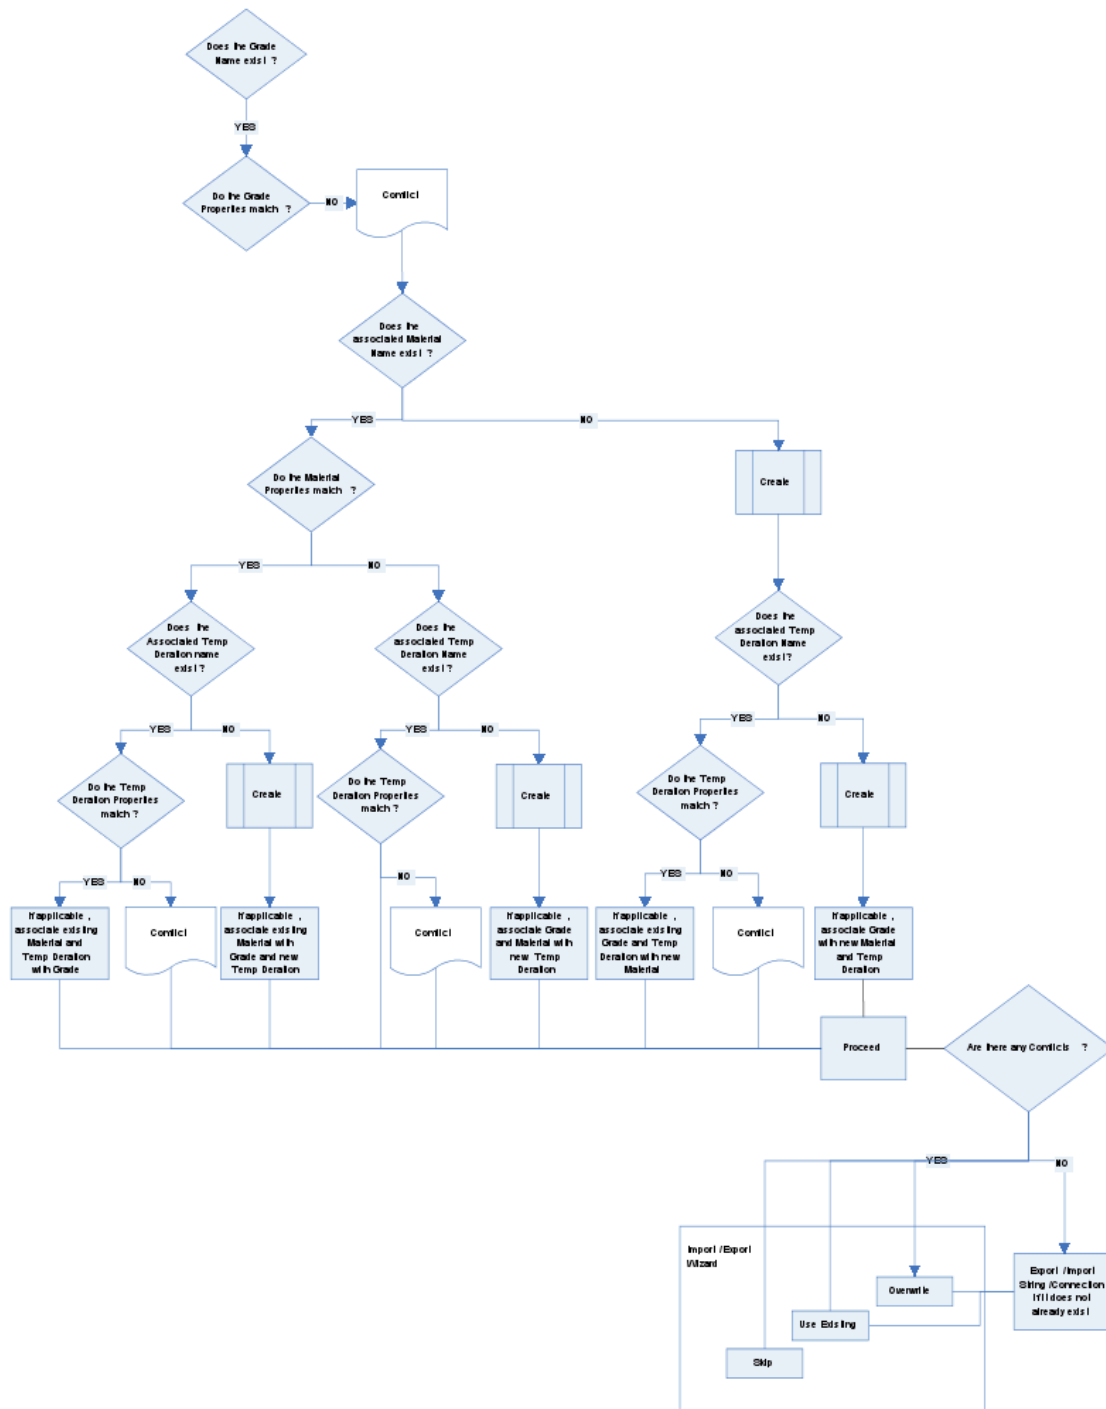 Does the Grade
Name exist ?
YES
Do the Grade
Properties match ?
NO
Conflict
Does the
associated Material
Name exist ?
YES
NO
Do the Material
Properties match ?
Create
YES
NO
Does the
Associated Temp
Deration name
exist ?
Does the
associated Temp
Deration Name
exist?
Does the
associated Temp
Deration Name
exist?
YES
NO
YES
NO
YES
NO
Do the Temp
Deration Properties
match ?
Create
Do the Temp
Deration Properties
match ?
Create
Do the Temp
Deration Properties
match ?
Create
YES
NO
NO
YES
NO
If applicable ,
associate existing
Material and
Temp Deration
with Grade
Conflict
If applicable ,
associate existing
Material with
Grade and new
Temp Deration
Conflict
If applicable ,
associate Grade
and Material with
new Temp
Deration
If applicable ,
associate existing
Grade and Temp
Deration with new
Material
Conflict
If applicable ,
associate Grade
with new Material
and Temp
Deration
Proceed
Are there any Conflicts ?
YES
NO
Import /Export
Wizard
Overwrite
Export /Import
String /Connection
if it does not
already exist
Use Existing
Skip